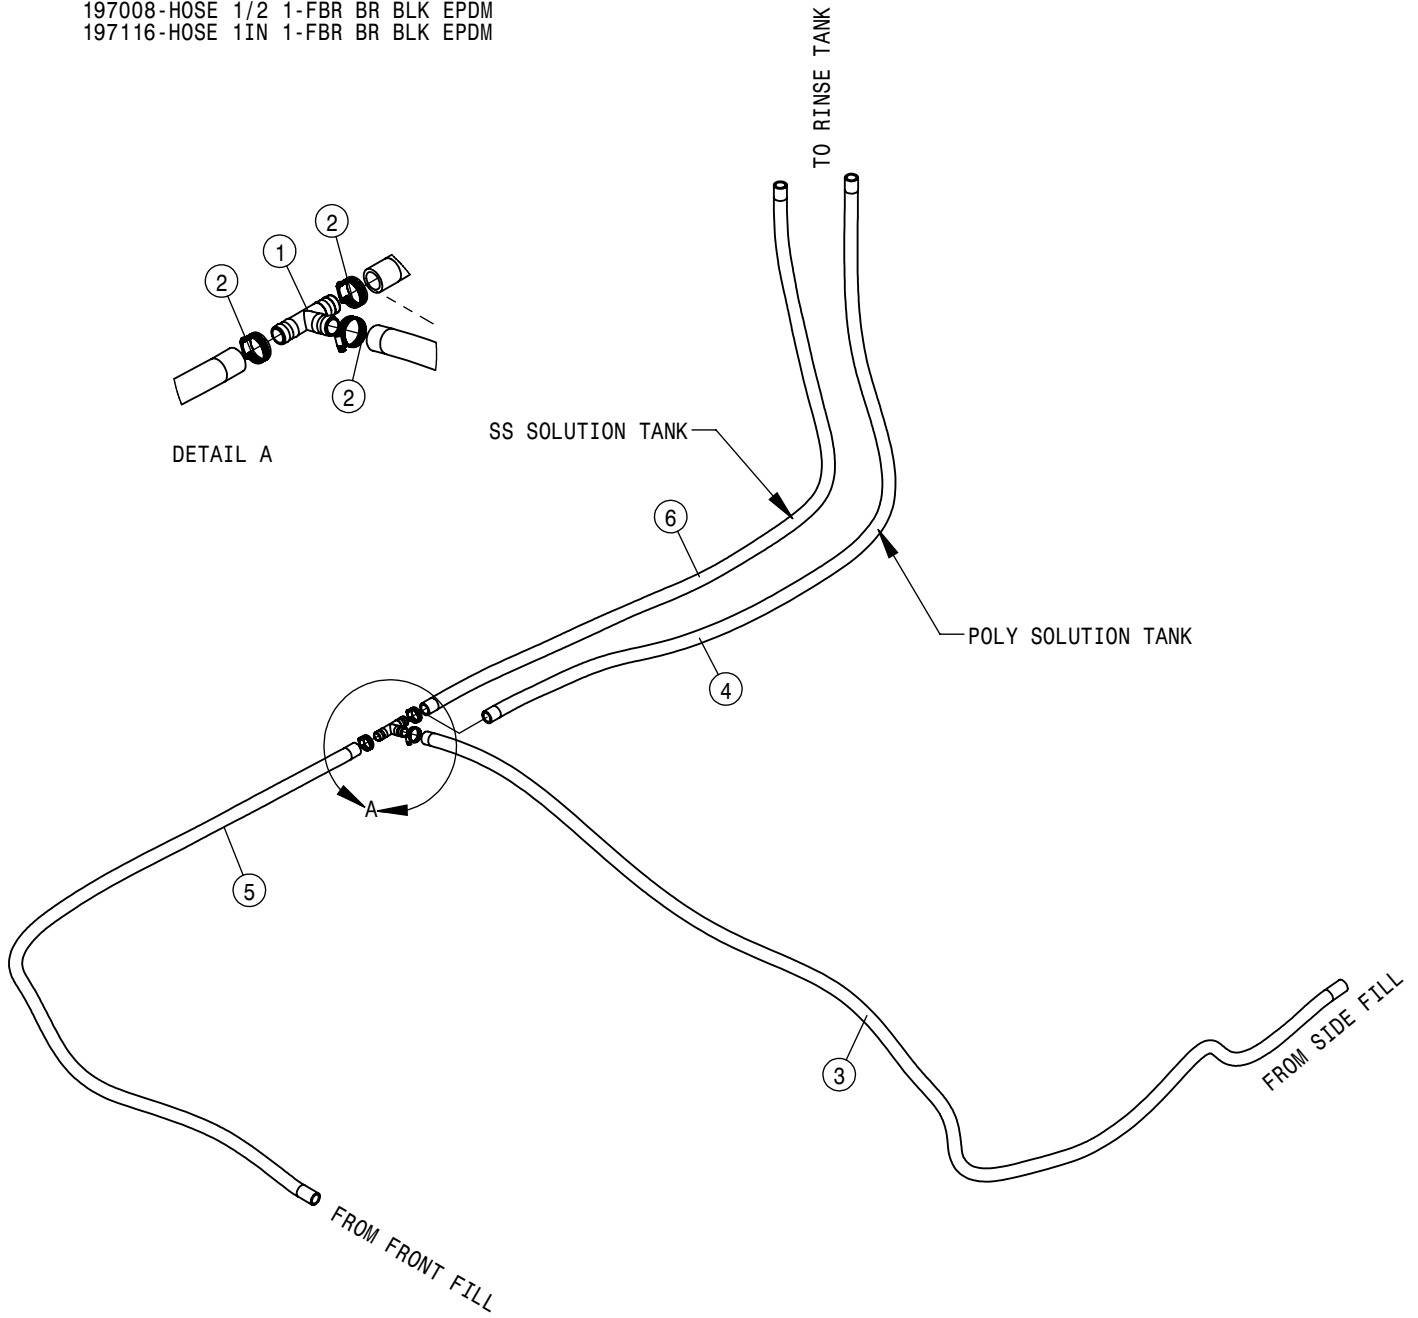 197008-HOSE 1/2 1-FBR BR BLK EPDM
197116-HOSE 1IN 1-FBR BR BLK EPDM
TO RINSE TANK
2
1
2
2
DETAIL A
SS SOLUTION TANK
6
POLY SOLUTION TANK
4
A
5
3
FROM SIDE FILL
FROM FRONT FILL